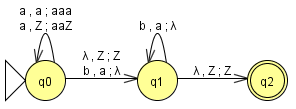 a , a ; aaa
a , Z ; aaZ
b , a ; λ
λ , Z ; Z
b , a ; λ
λ , Z ; Z
q0
q1
q2